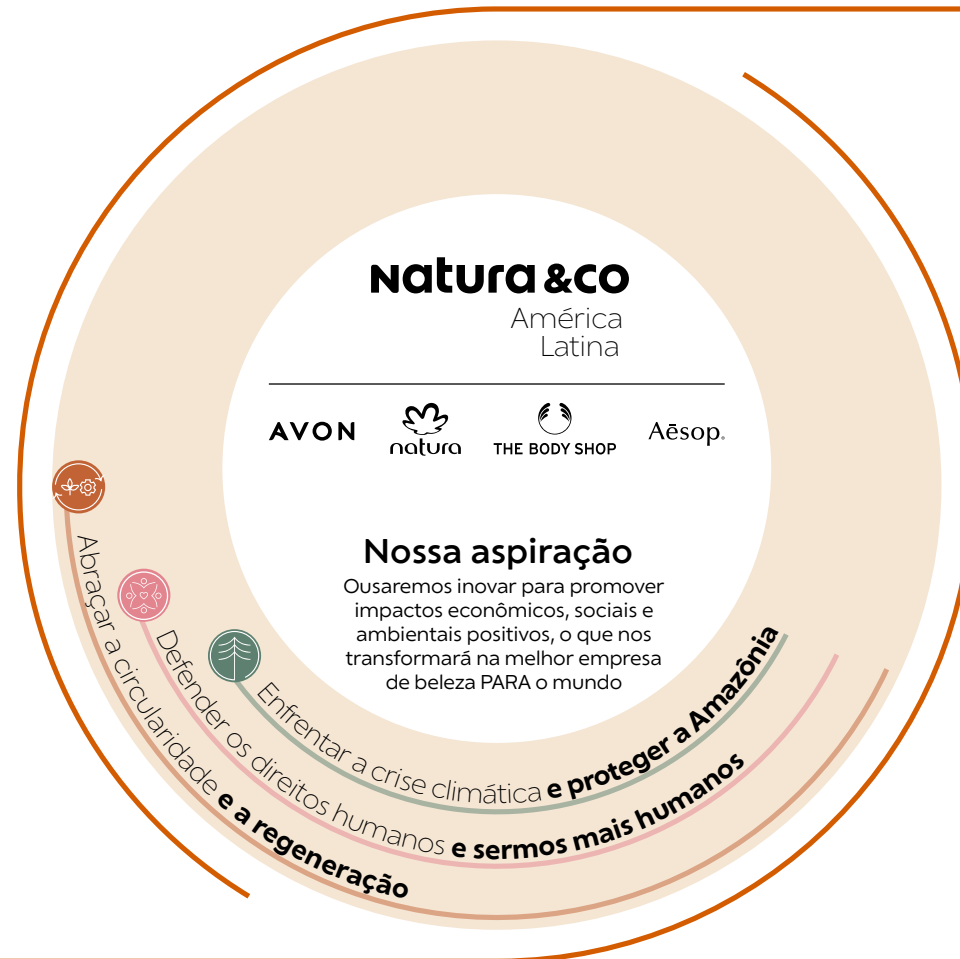 natura &co
América
Latina
AVON
natura
THE BODY SHOP
Aēsop.
Nossa aspiração
Ousaremos inovar para promover
impactos econômicos, sociais e
ambientais positivos, o que nos
transformará na melhor empresa
de beleza PARA o mundo
Enfrentar a crise climática e proteger a Amazônia
Defender os direitos humanos e sermos mais humanos
Abraçar a circularidade e a regeneração